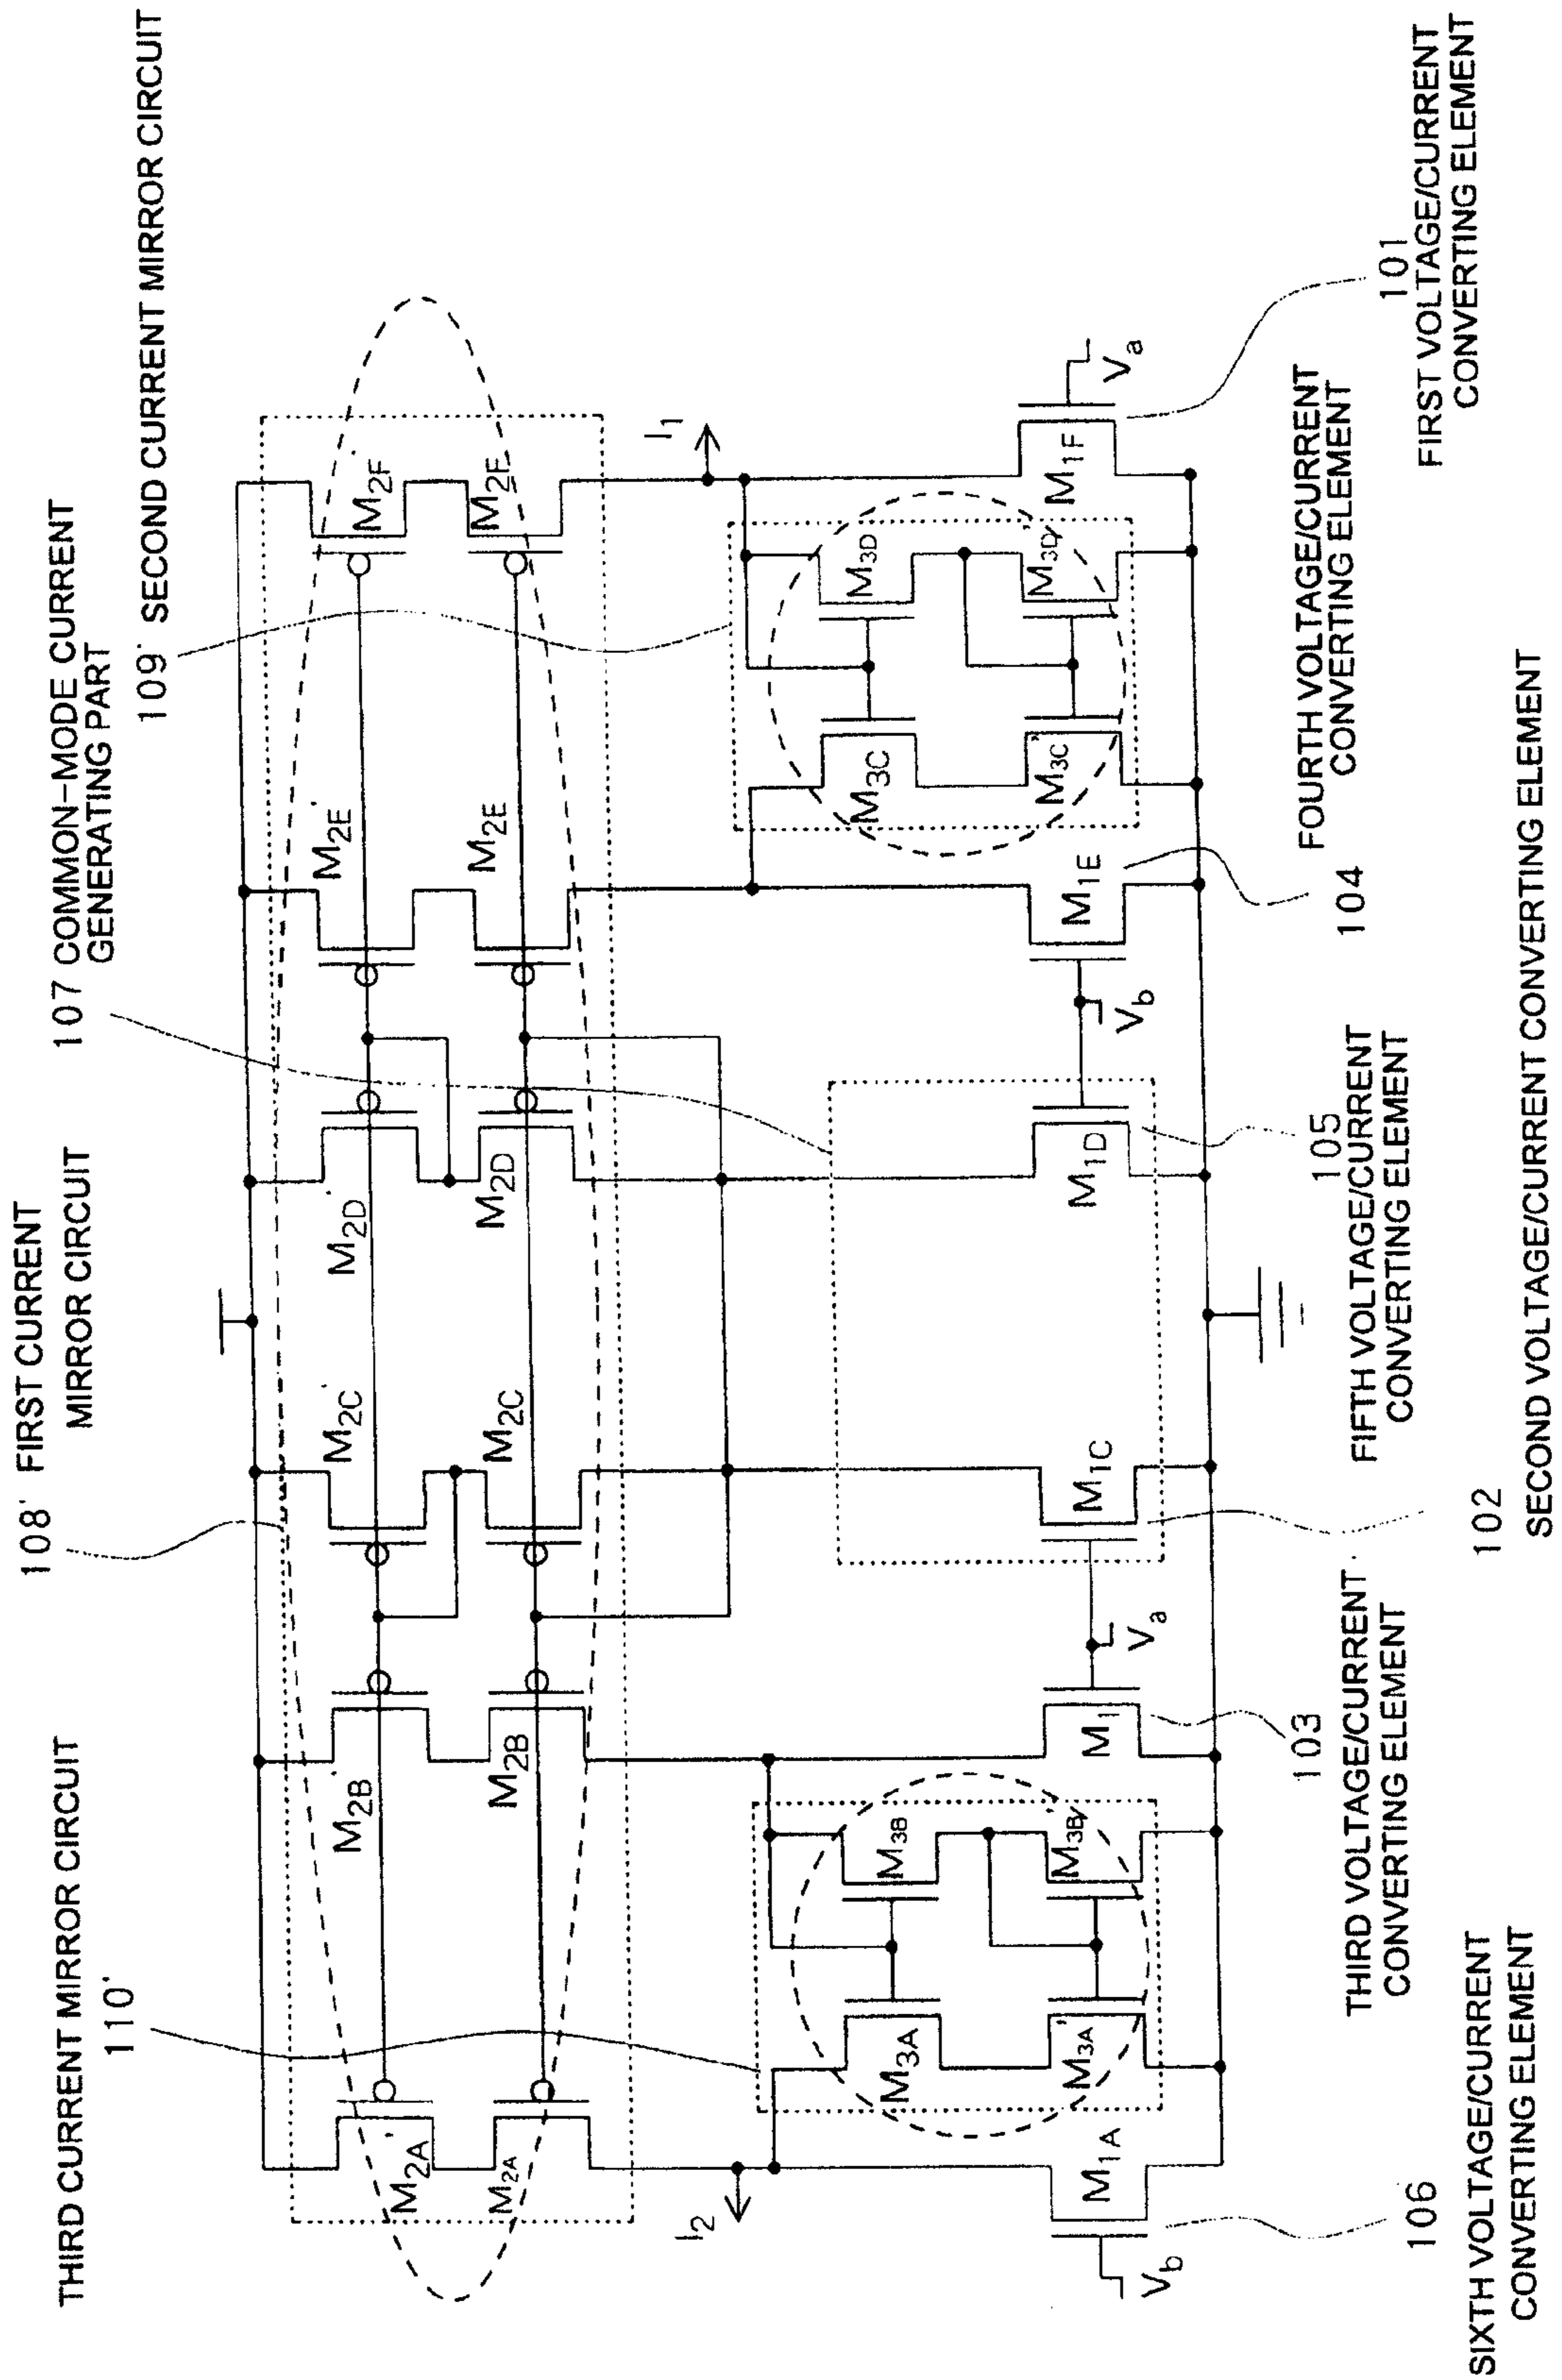 THIRD CURRENT MIRROR CIRCUIT
110'
108' FIRST CURRENT
MIRROR CIRCUIT
107 COMMON-MODE CURRENT
GENERATING PART
109' SECOND CURRENT MIRROR CIRCUIT
M2A'
M2B'
M2C'
M2D'
M2E'
M2F'
M2A
M2B
M2C
M2D
M2E
M2F
I2
I1
M3A
M3B
M3C
M3D
M3A'
M3B'
M3C'
M3D'
Vb
M1A
M1
Va
M1C
M1D
Vb
M1E
M1F
Va
106
SIXTH VOLTAGE/CURRENT
CONVERTING ELEMENT
103
THIRD VOLTAGE/CURRENT
CONVERTING ELEMENT
102
SECOND VOLTAGE/CURRENT CONVERTING ELEMENT
105
FIFTH VOLTAGE/CURRENT
CONVERTING ELEMENT
104
FOURTH VOLTAGE/CURRENT
CONVERTING ELEMENT
101
FIRST VOLTAGE/CURRENT
CONVERTING ELEMENT